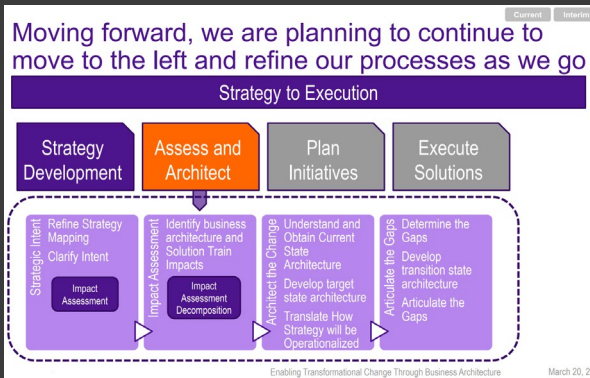 Current
Interim
Moving forward, we are planning to continue to
move to the left and refine our processes as we go
Strategy to Execution
Strategy
Development
Assess and
Architect
Plan
Initiatives
Execute
Solutions
Strategic Intent
Refine Strategy
Mapping
Clarify Intent
Impact
Assessment
Impact Assessment
Identify business
architecture and
Solution Train
Impacts
Impact
Assessment
Decomposition
Architect the Change
Understand and
Obtain Current
State
Architecture
Develop target
state architecture
Translate How
Strategy will be
Operationalized
Articulate the Gaps
Determine the
Gaps
Develop
transition state
architecture
Articulate the
Gaps
Enabling Transformational Change Through Business Architecture
March 20, 2